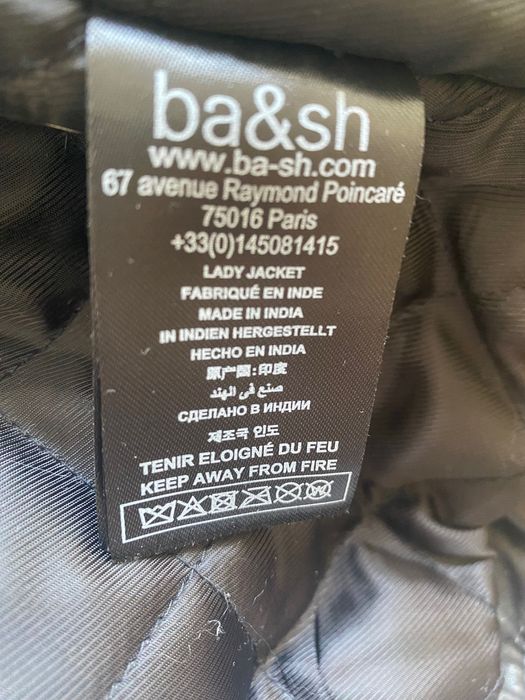 ba&sh
www.ba-sh.com
67 avenue Raymond Poincaré
75016 Paris
+33(0)145081415
LADY JACKET
FABRIQUÉ EN INDE
MADE IN INDIA
IN INDIEN HERGESTELLT
HECHO EN INDIA
原产国:印度
صنع في الهند
СДЕЛАНО В ИНДИИ
제조국 인도
TENIR ELOIGNÉ DU FEU
KEEP AWAY FROM FIRE
W